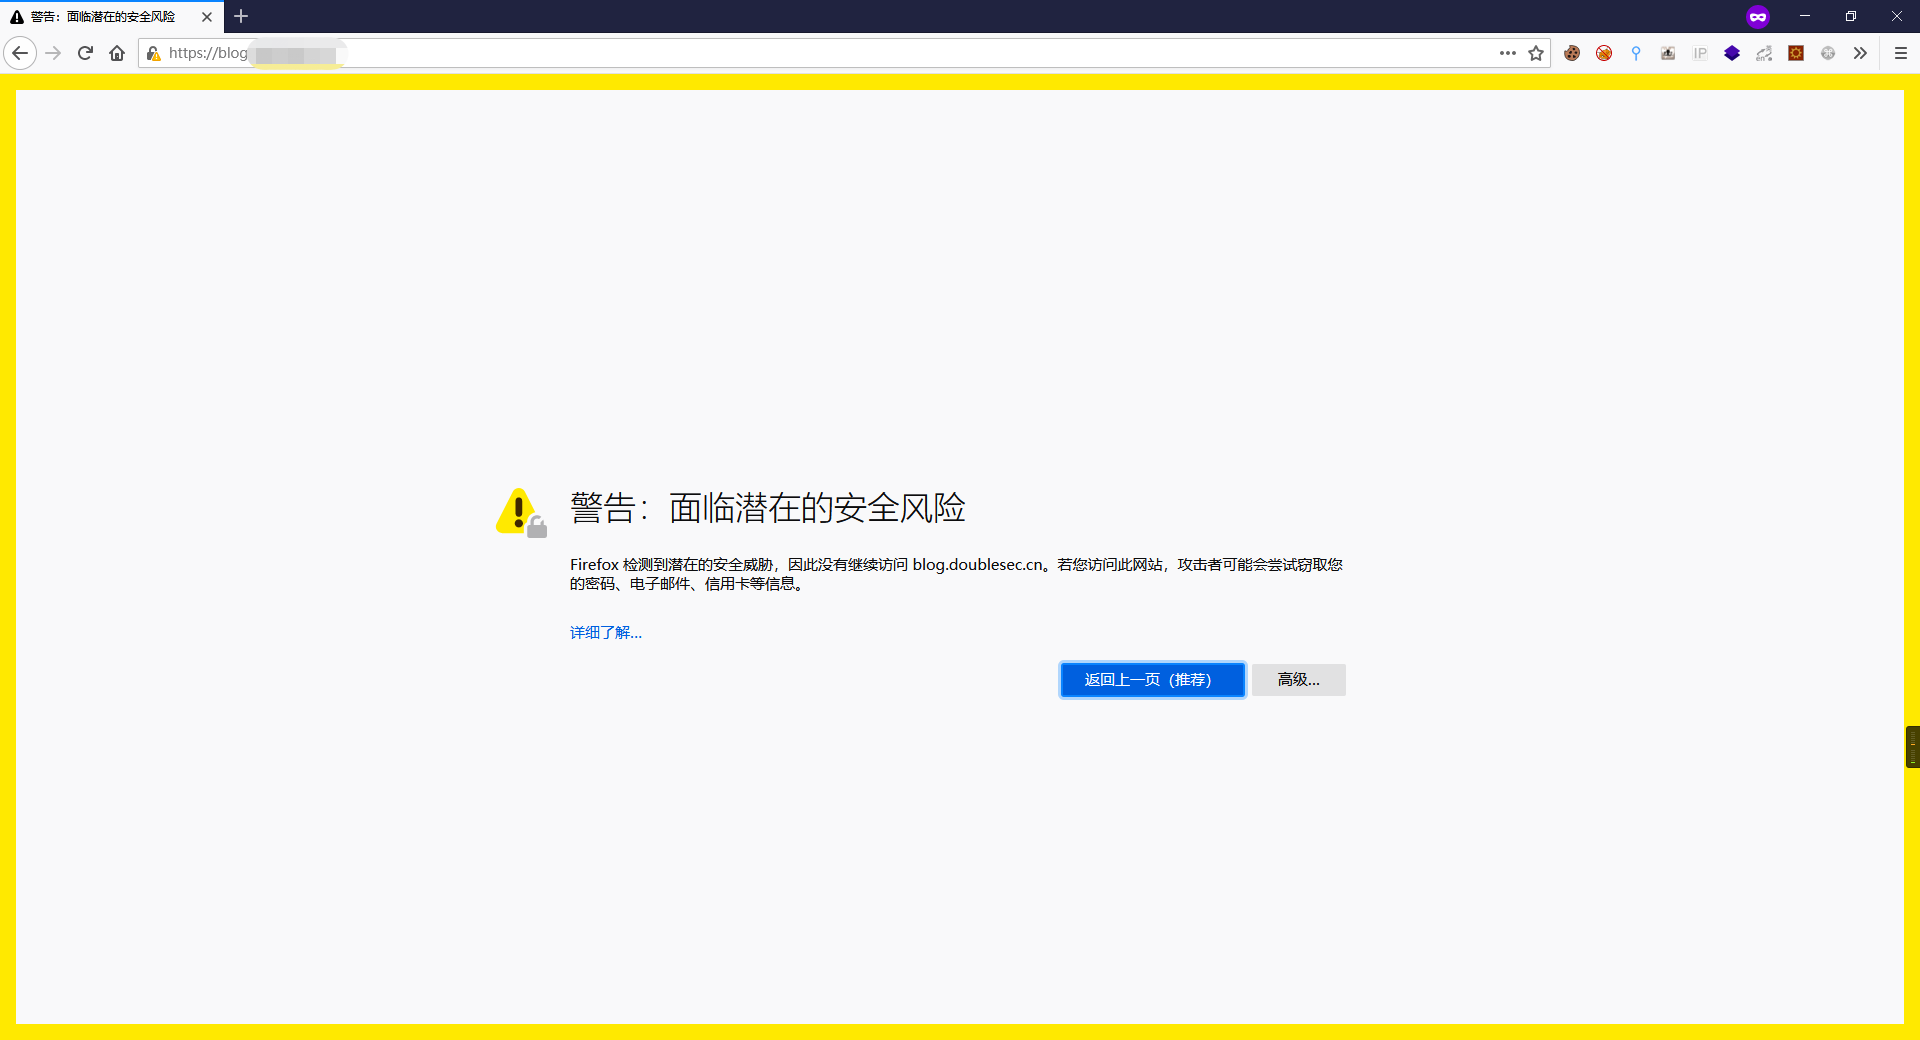 警告：面临潜在的安全风险
https://blog
IP
en
警告：面临潜在的安全风险
Firefox 检测到潜在的安全威胁，因此没有继续访问 blog.doublesec.cn。若您访问此网站，攻击者可能会尝试窃取您
的密码、电子邮件、信用卡等信息。
详细了解...
返回上一页（推荐）
高级...